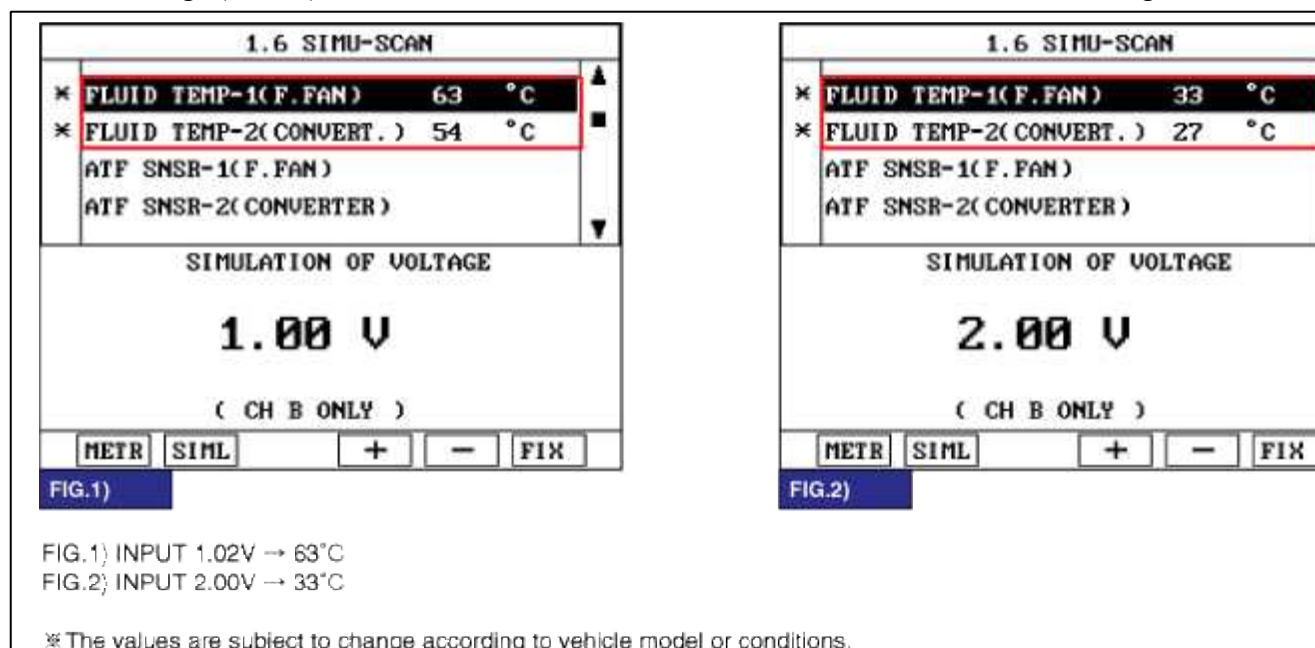 1.6 SIMU-SCAN
* FLUID TEMP-1(F.FAN) 63 °C
* FLUID TEMP-2(CONVERT.) 54 °C
ATF SNSR-1(F.FAN)
ATF SNSR-2(CONVERTER)
SIMULATION OF VOLTAGE
1.00 V
( CH B ONLY )
METR SIML + − FIX
FIG.1)
1.6 SIMU-SCAN
* FLUID TEMP-1(F.FAN) 33 °C
* FLUID TEMP-2(CONVERT.) 27 °C
ATF SNSR-1(F.FAN)
ATF SNSR-2(CONVERTER)
SIMULATION OF VOLTAGE
2.00 V
( CH B ONLY )
METR SIML + − FIX
FIG.2)
FIG.1) INPUT 1.02V → 63°C
FIG.2) INPUT 2.00V → 33°C
※The values are subject to change according to vehicle model or conditions.